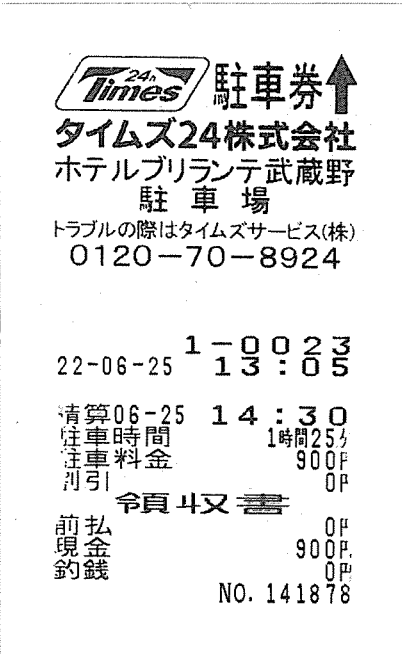 24h Times 駐車券↑
タイムズ24株式会社
ホテルブリランテ武蔵野
駐車場
トラブルの際はタイムズサービス(株)
0120-70-8924
1-0023
22-06-25 13:05
精算06-25 14:30
駐車時間 1時間25分
駐車料金 900円
割引 0円
領収書
前払 0円
現金 900円
釣銭 0円
NO. 141878